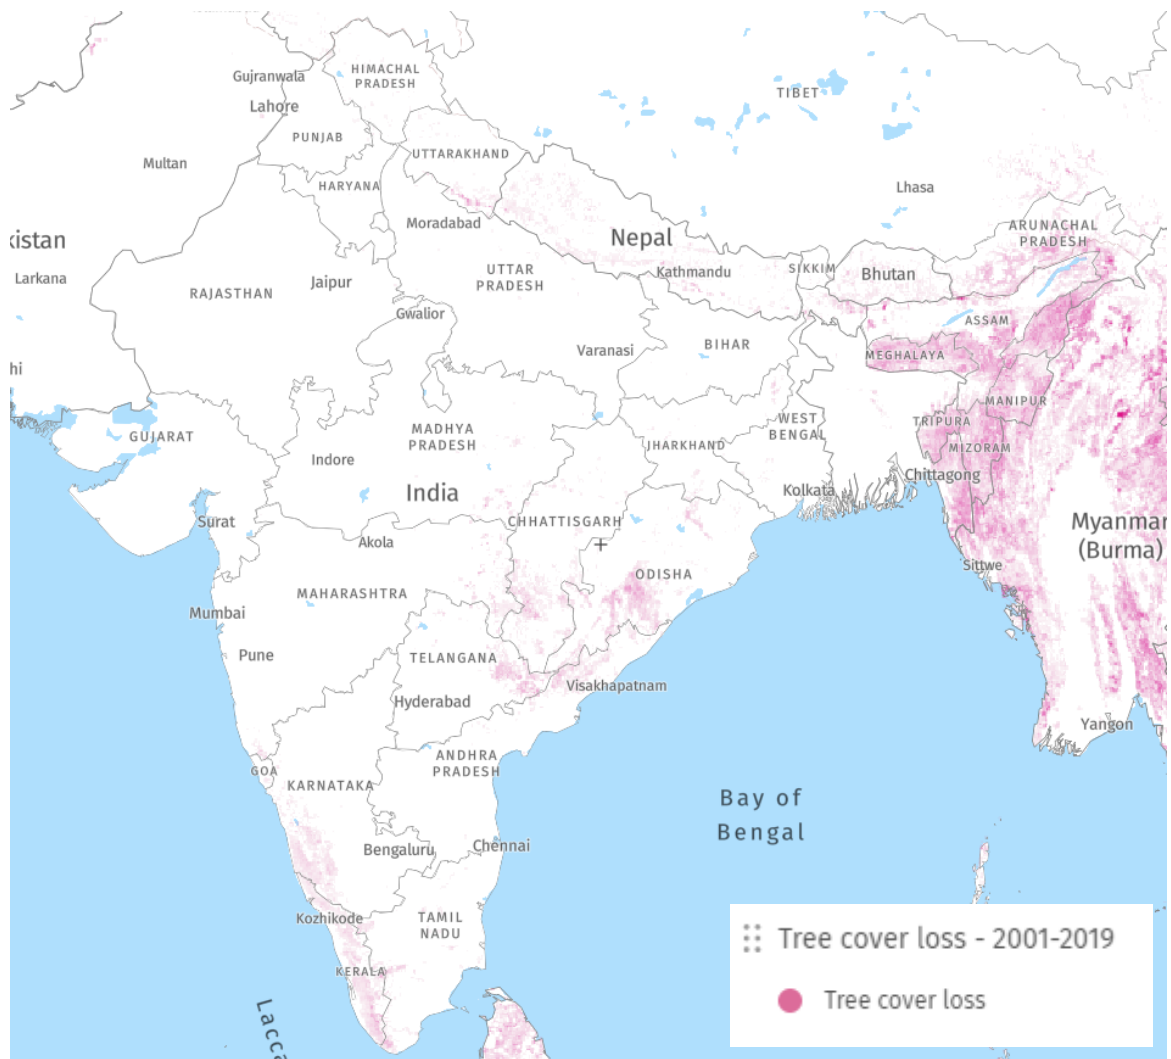 HIMACHAL
PRADESH
Gujranwala
Lahore
TIBET
PUNJAB
UTTARAKHAND
Multan
HARYANA
Lhasa
Moradabad
ARUNACHAL
PRADESH
kistan
Nepal
Larkana
Jaipur
UTTAR
PRADESH
Kathmandu
SIKKIM
Bhutan
RAJASTHAN
Gwalior
ASSAM
BIHAR
Varanasi
MEGHALAYA
hi
MANIPUR
GUJARAT
MADHYA
PRADESH
WEST
BENGAL
TRIPURA
JHARKHAND
MIZORAM
Indore
Chittagong
India
Kolkata
Surat
CHHATTISGARH
Myanmar
(Burma)
Akola
Sittwe
ODISHA
MAHARASHTRA
Mumbai
Pune
TELANGANA
Visakhapatnam
Hyderabad
Yangon
ANDHRA
PRADESH
GOA
KARNATAKA
Bay of
Bengal
Bengaluru
Chennai
Kozhikode
TAMIL
NADU
KERALA
Lacca
Tree cover loss - 2001-2019
Tree cover loss